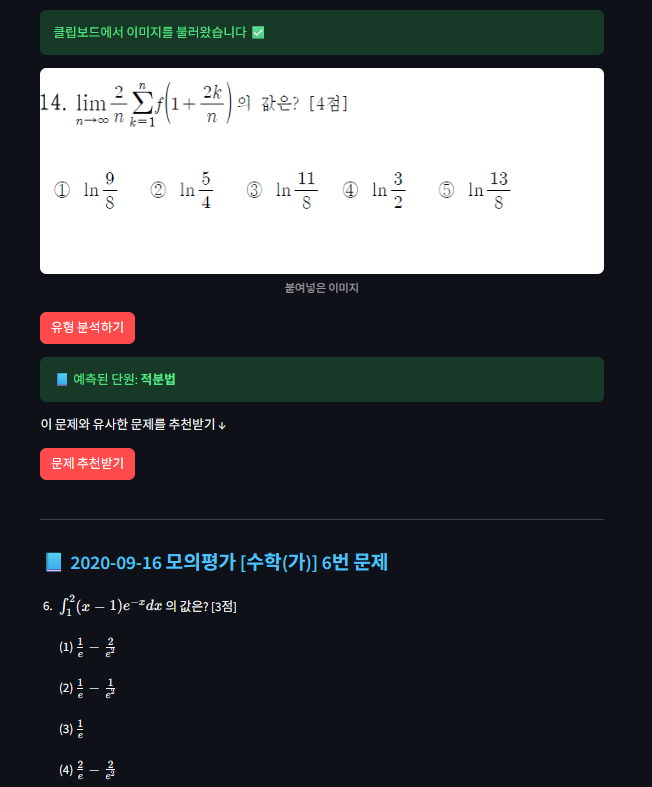 클립보드에서 이미지를 불러왔습니다 ✅
14. lim_{n→∞} \frac{2}{n} \sum_{k=1}^{n} f(1+\frac{2k}{n}) 의 값은? [4점]
① ln \frac{9}{8} ② ln \frac{5}{4} ③ ln \frac{11}{8} ④ ln \frac{3}{2} ⑤ ln \frac{13}{8}
붙여넣은 이미지
유형 분석하기
📘 예측된 단원: 적분법
이 문제와 유사한 문제를 추천받기↓
문제 추천받기
📘 2020-09-16 모의평가 [수학(가)] 6번 문제
6. \int_{1}^{2}(x-1)e^{-x}dx 의 값은? [3점]
(1) \frac{1}{e} - \frac{2}{e^2}
(2) \frac{1}{e} - \frac{1}{e^2}
(3) \frac{1}{e}
(4) \frac{2}{e} - \frac{2}{e^2}